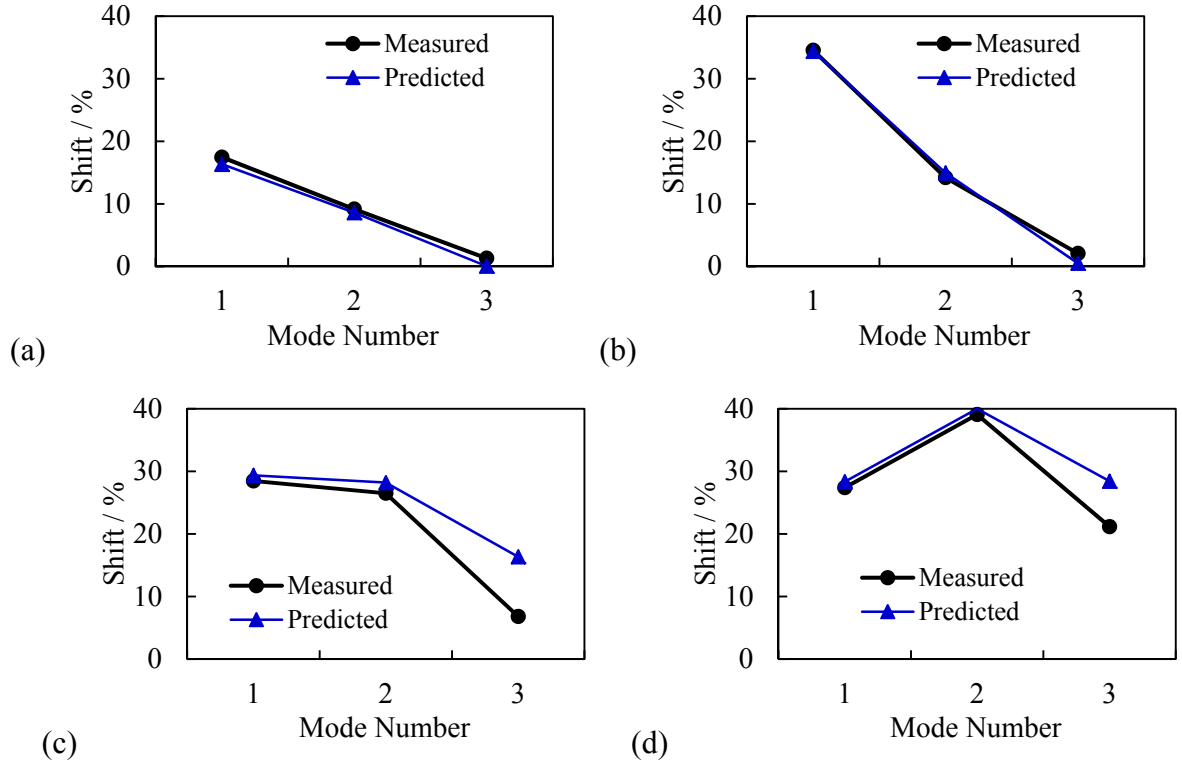 40
30
20
10
0
Shift / %
Measured
Predicted
1 2 3
Mode Number
(a)
40
30
20
10
0
Shift / %
Measured
Predicted
1 2 3
Mode Number
(b)
40
30
20
10
0
Shift / %
Measured
Predicted
1 2 3
Mode Number
(c)
40
30
20
10
0
Shift / %
Measured
Predicted
1 2 3
Mode Number
(d)